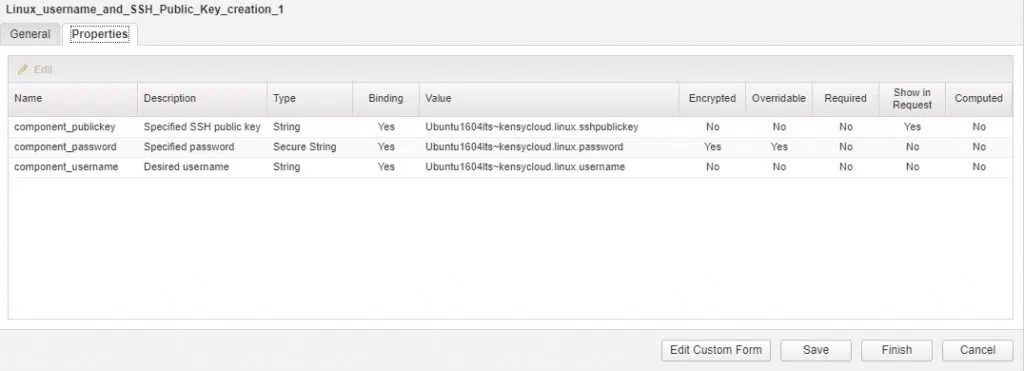 Linux_username_and_SSH_Public_Key_creation_1
General Properties
Edit
Name Description Type Binding Value Encrypted Overridable Required Show in Request Computed
component_publickey Specified SSH public key String Yes Ubuntu1604lts~kensycloud.linux.sshpublickey No No No Yes No
component_password Specified password Secure String Yes Ubuntu1604lts~kensycloud.linux.password Yes Yes No No No
component_username Desired username String Yes Ubuntu1604lts~kensycloud.linux.username No No No No No
Edit Custom Form Save Finish Cancel